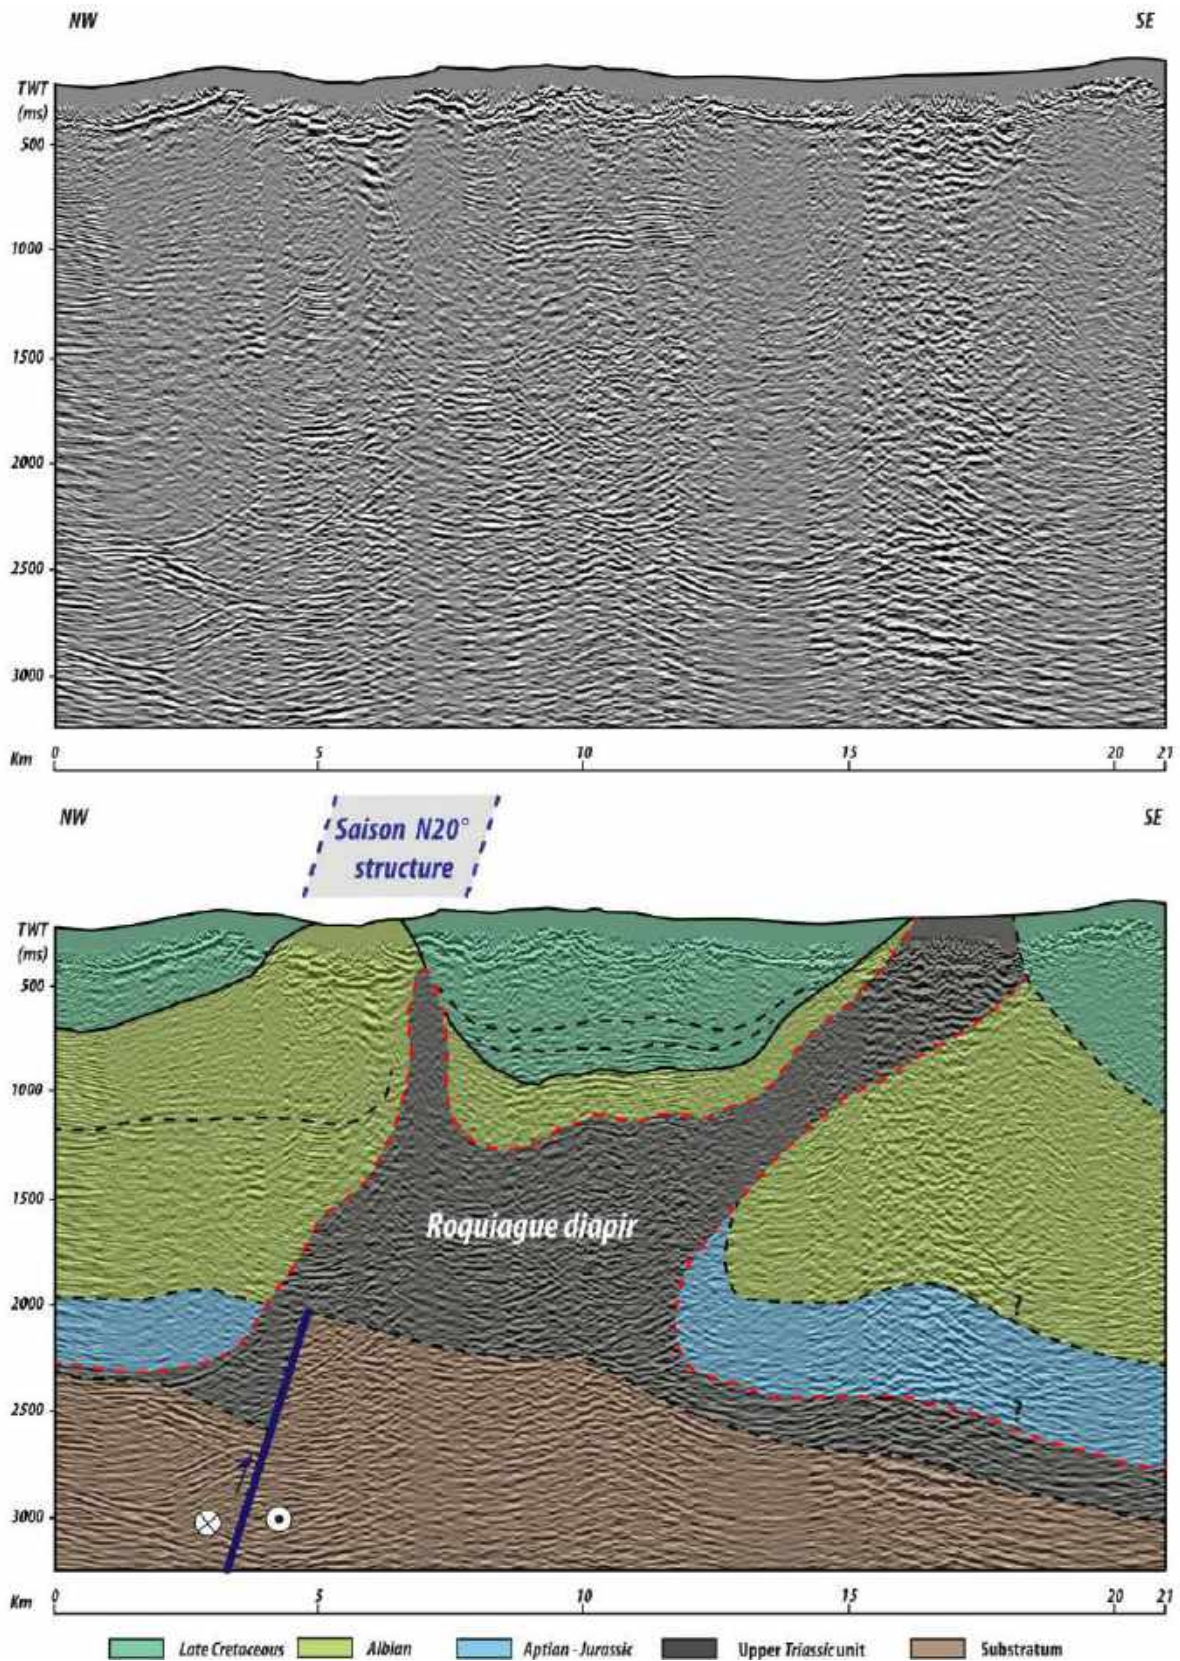 NW SE
TWT
(ms)
500
1000
1500
2000
2500
3000
Km 0 5 10 15 20 21
NW SE
Saison N20°
structure
TWT
(ms)
500
1000
1500
2000
2500
3000
Roquiague diapir
?
?
Km 0 5 10 15 20 21
Late Cretaceous Albian Aptian - Jurassic Upper Triassic unit Substratum